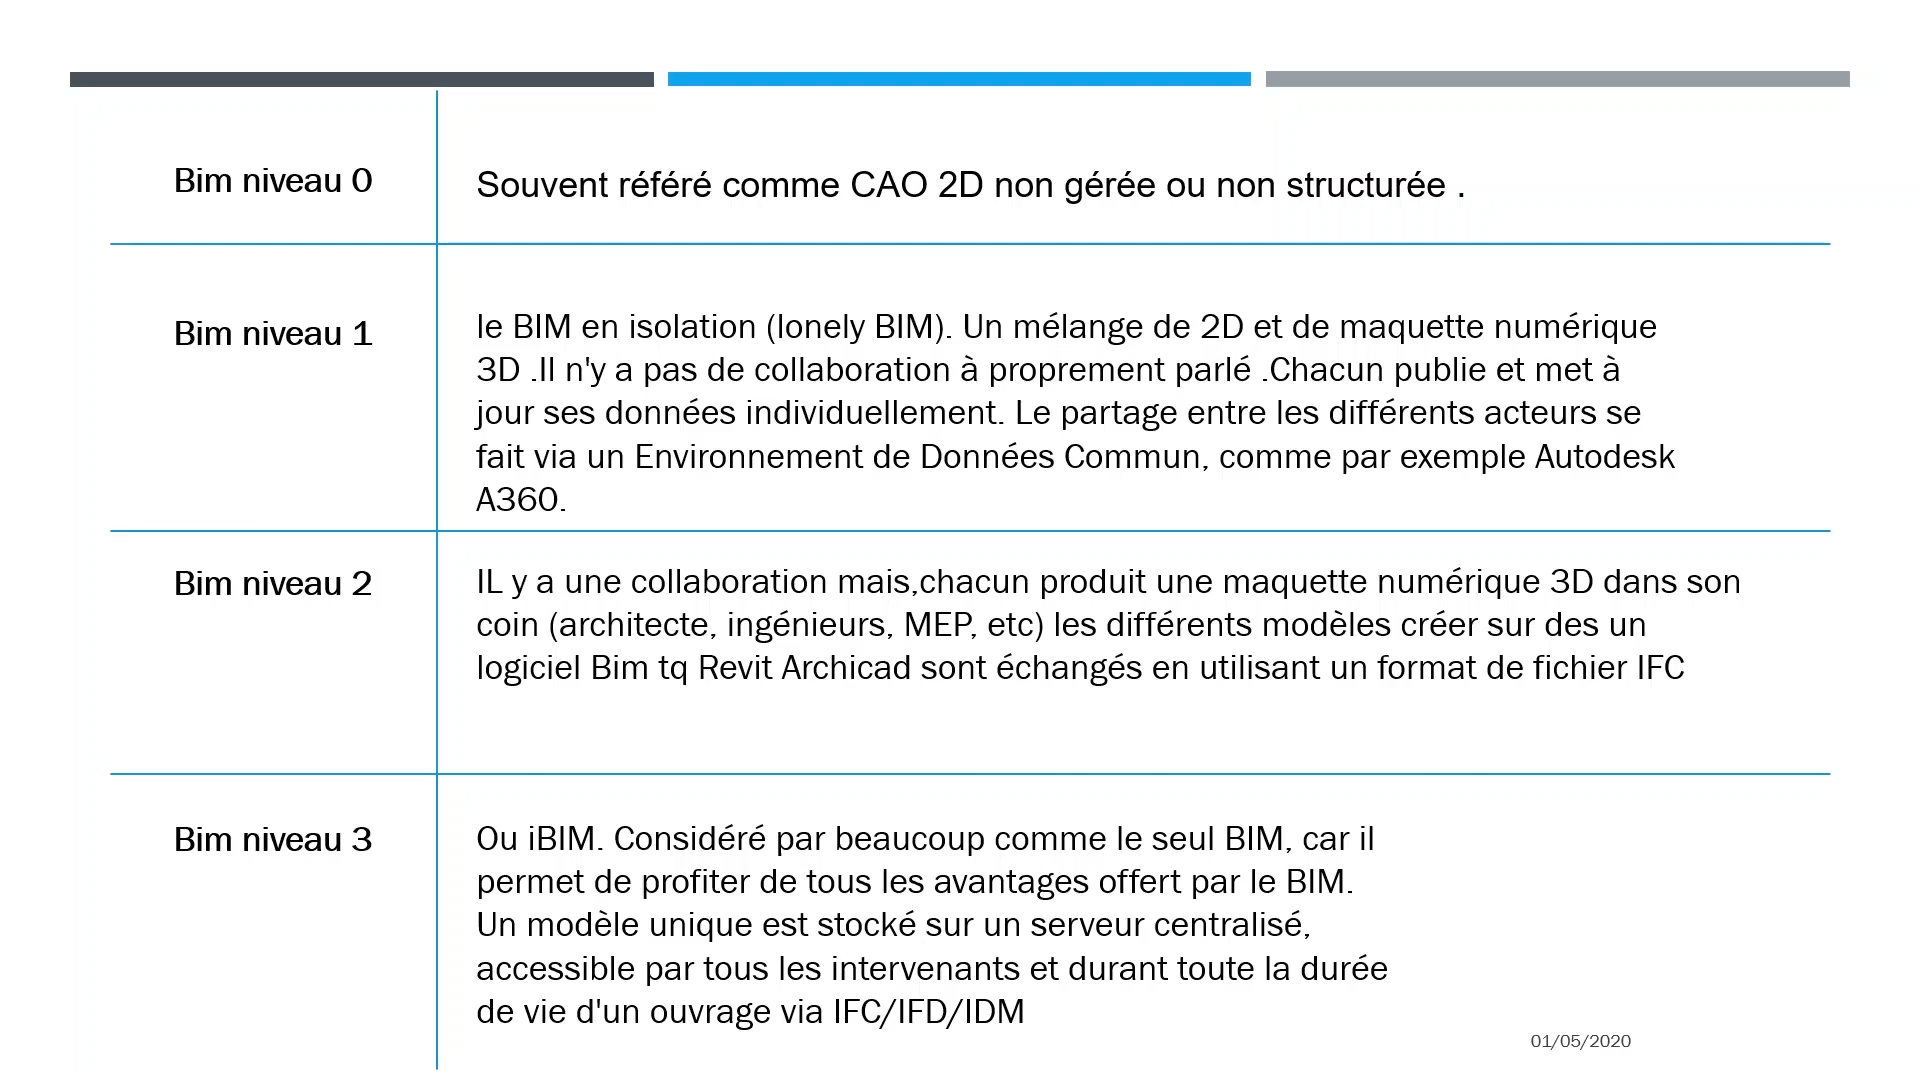 Bim niveau 0
Souvent référé comme CAO 2D non gérée ou non structurée .
Bim niveau 1
le BIM en isolation (lonely BIM). Un mélange de 2D et de maquette numérique
3D .Il n'y a pas de collaboration à proprement parlé .Chacun publie et met à
jour ses données individuellement. Le partage entre les différents acteurs se
fait via un Environnement de Données Commun, comme par exemple Autodesk
A360.
Bim niveau 2
IL y a une collaboration mais,chacun produit une maquette numérique 3D dans son
coin (architecte, ingénieurs, MEP, etc) les différents modèles créer sur des un
logiciel Bim tq Revit Archicad sont échangés en utilisant un format de fichier IFC
Bim niveau 3
Ou iBIM. Considéré par beaucoup comme le seul BIM, car il
permet de profiter de tous les avantages offert par le BIM.
Un modèle unique est stocké sur un serveur centralisé,
accessible par tous les intervenants et durant toute la durée
de vie d'un ouvrage via IFC/IFD/IDM
01/05/2020